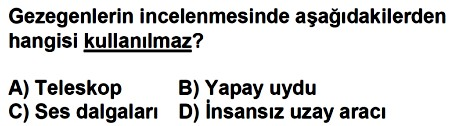 Gezegenlerin incelenmesinde aşağıdakilerden
hangisi kullanılmaz?
A) Teleskop B) Yapay uydu
C) Ses dalgaları D) İnsansız uzay aracı